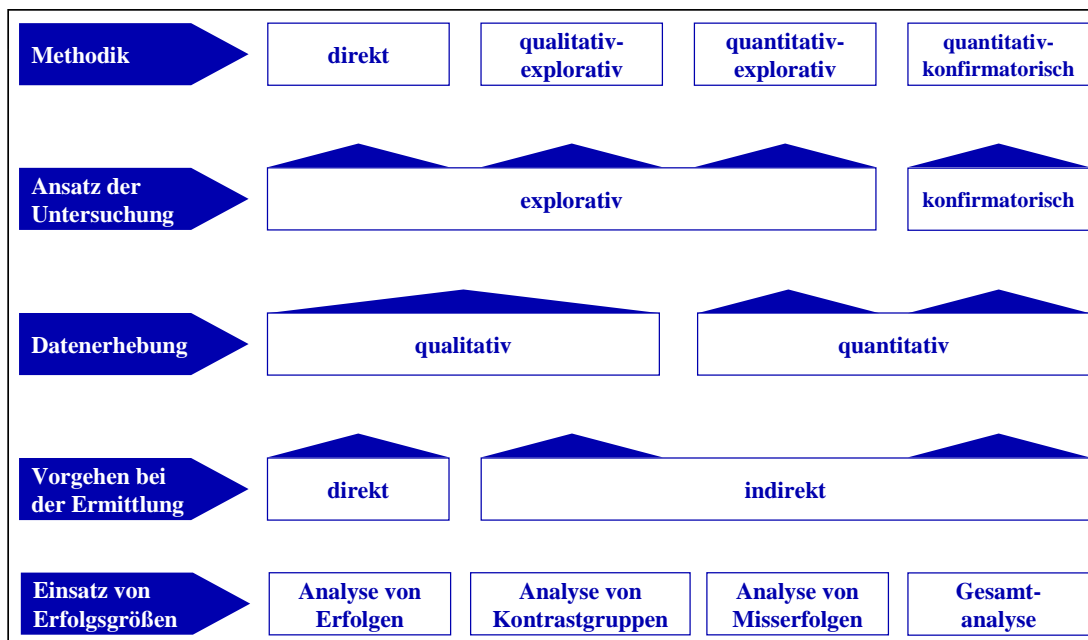 Methodik
direkt
qualitativ-
explorativ
quantitativ-
explorativ
quantitativ-
konfirmatorisch
Ansatz der
Untersuchung
explorativ
konfirmatorisch
Datenerhebung
qualitativ
quantitativ
Vorgehen bei
der Ermittlung
direkt
indirekt
Einsatz von
Erfolgsgrößen
Analyse von
Erfolgen
Analyse von
Kontrastgruppen
Analyse von
Misserfolgen
Gesamt-
analyse